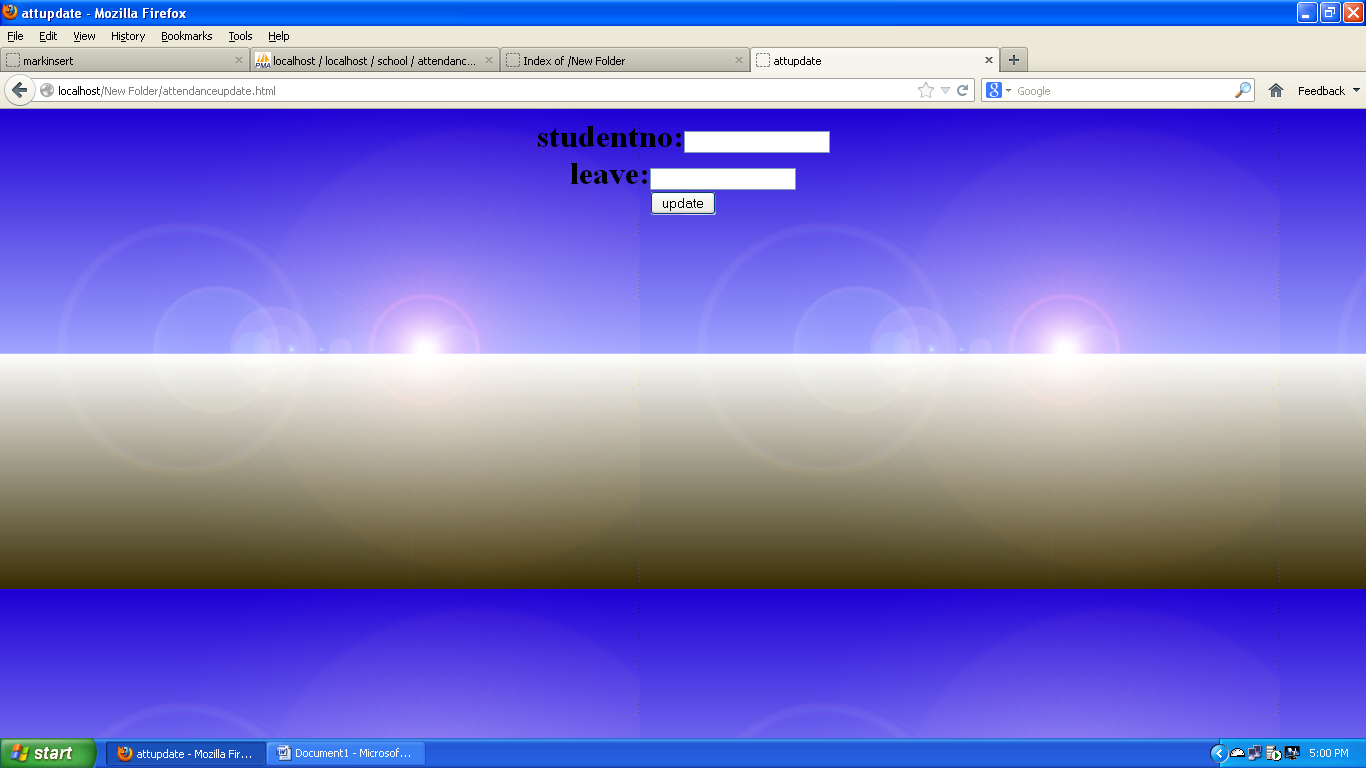 attupdate - Mozilla Firefox
File Edit View History Bookmarks Tools Help
markinsert
PMA localhost / localhost / school / attendanc...
Index of /New Folder
attupdate
localhost/New Folder/attendanceupdate.html
Google
Feedback
studentno:
leave:
update
start
attupdate - Mozilla Fir...
Document1 - Microsof...
5:00 PM